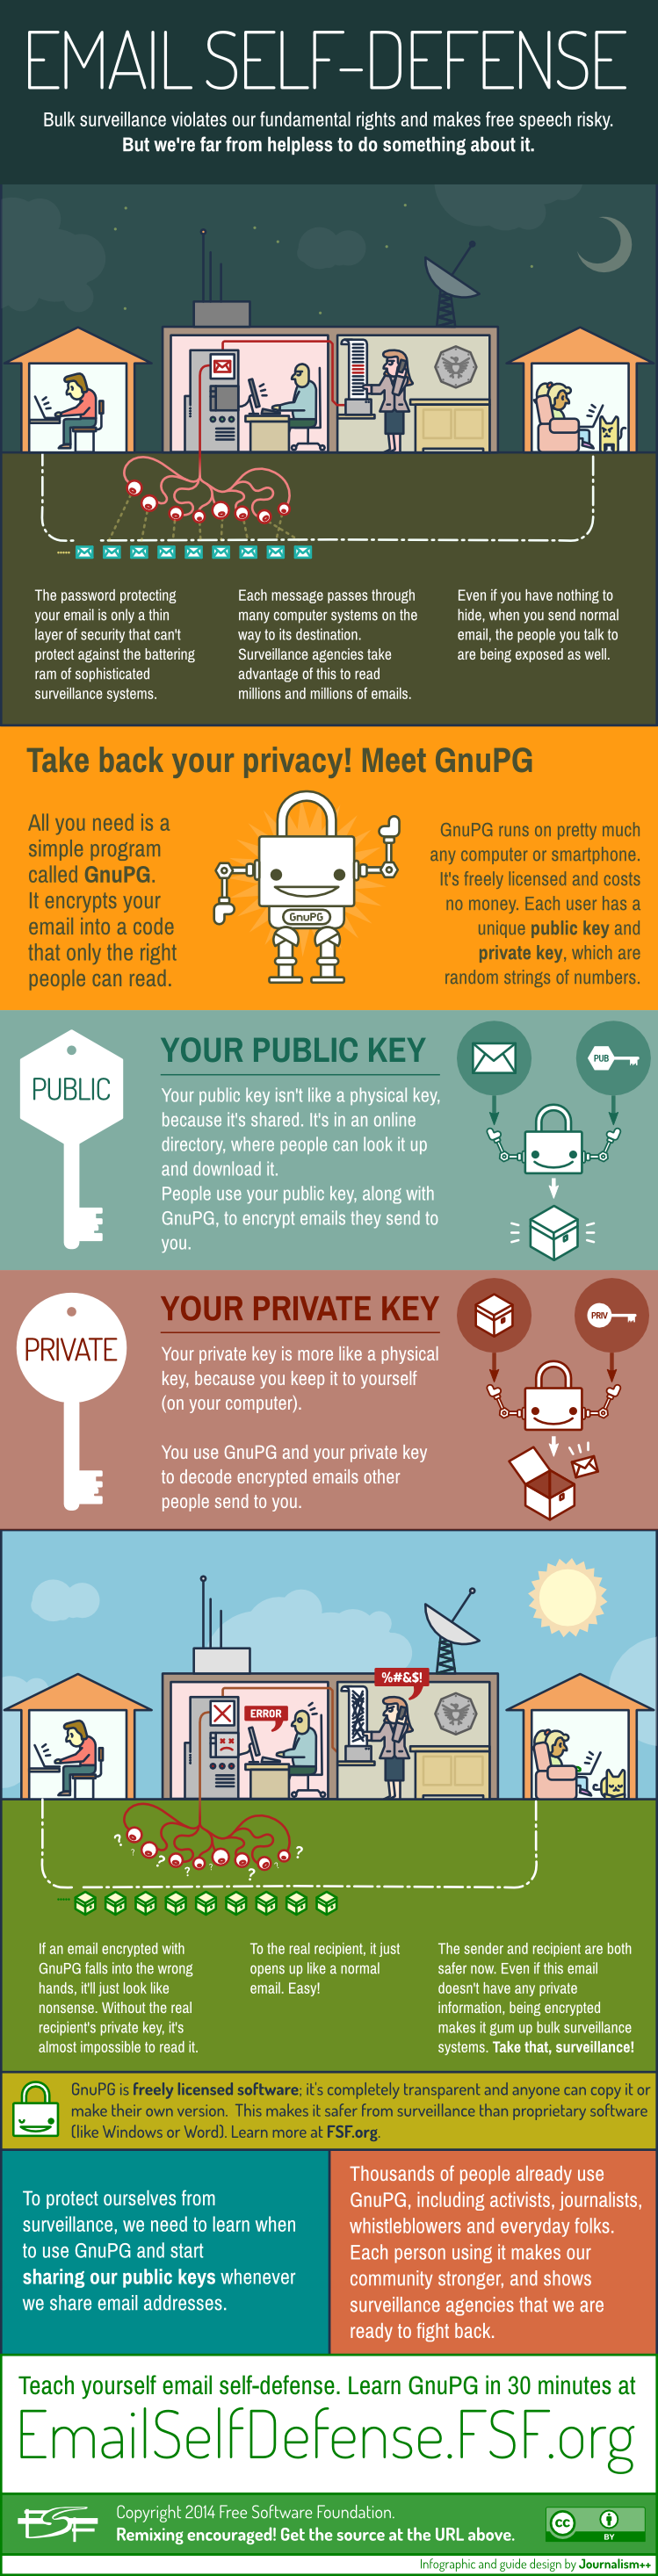 EMAIL SELF-DEFENSE
Bulk surveillance violates our fundamental rights and makes free speech risky.
But we're far from helpless to do something about it.
The password protecting
your email is only a thin
layer of security that can't
protect against the battering
ram of sophisticated
surveillance systems.
Each message passes through
many computer systems on the
way to its destination.
Surveillance agencies take
advantage of this to read
millions and millions of emails.
Even if you have nothing to
hide, when you send normal
email, the people you talk to
are being exposed as well.
Take back your privacy! Meet GnuPG
All you need is a
simple program
called GnuPG.
It encrypts your
email into a code
that only the right
people can read.
GnuPG
GnuPG runs on pretty much
any computer or smartphone.
It's freely licensed and costs
no money. Each user has a
unique public key and
private key, which are
random strings of numbers.
PUBLIC
YOUR PUBLIC KEY
Your public key isn't like a physical key,
because it's shared. It's in an online
directory, where people can look it up
and download it.
People use your public key, along with
GnuPG, to encrypt emails they send to
you.
PUB
PRIVATE
YOUR PRIVATE KEY
Your private key is more like a physical
key, because you keep it to yourself
(on your computer).
You use GnuPG and your private key
to decode encrypted emails other
people send to you.
PRIV
%#&$!
ERROR
? ? ? ? ? ? ? ?
If an email encrypted with
GnuPG falls into the wrong
hands, it'll just look like
nonsense. Without the real
recipient's private key, it's
almost impossible to read it.
To the real recipient, it just
opens up like a normal
email. Easy!
The sender and recipient are both
safer now. Even if this email
doesn't have any private
information, being encrypted
makes it gum up bulk surveillance
systems. Take that, surveillance!
GnuPG is freely licensed software; it's completely transparent and anyone can copy it or
make their own version. This makes it safer from surveillance than proprietary software
(like Windows or Word). Learn more at FSF.org.
To protect ourselves from
surveillance, we need to learn when
to use GnuPG and start
sharing our public keys whenever
we share email addresses.
Thousands of people already use
GnuPG, including activists, journalists,
whistleblowers and everyday folks.
Each person using it makes our
community stronger, and shows
surveillance agencies that we are
ready to fight back.
Teach yourself email self-defense. Learn GnuPG in 30 minutes at
EmailSelfDefense.FSF.org
FSF
Copyright 2014 Free Software Foundation.
Remixing encouraged! Get the source at the URL above.
cc
BY
Infographic and guide design by Journalism++